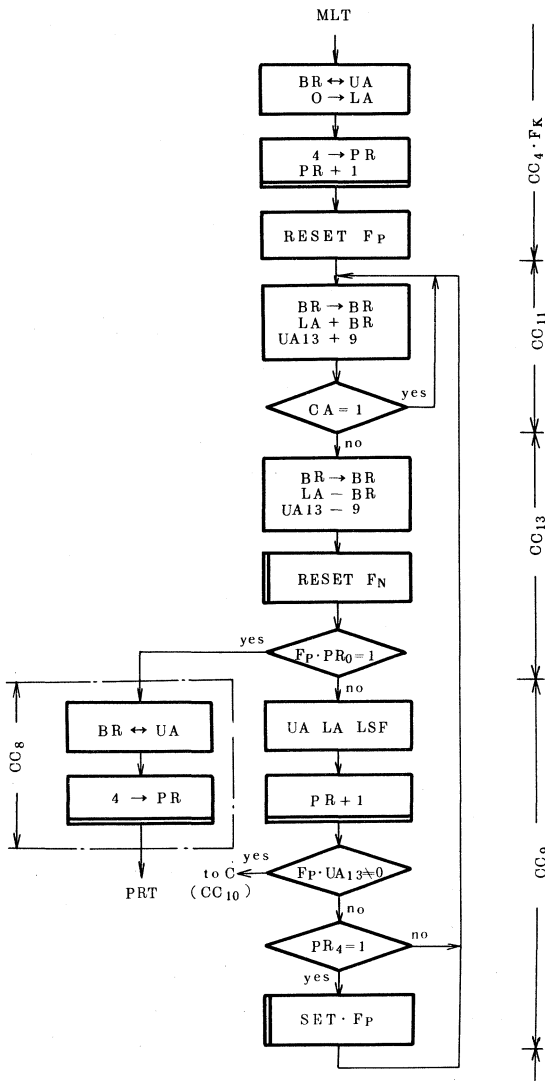 MLT
BR ↔ UA
O → LA
4 → PR
PR + 1
RESET FP
BR → BR
LA + BR
UA13 + 9
CA = 1
yes
no
BR → BR
LA − BR
UA13 − 9
RESET FN
FP · PR0 = 1
yes
no
BR ↔ UA
4 → PR
PRT
UA LA LSF
PR + 1
FP · UA13 ≠ 0
yes
to C
(CC10)
no
PR4 = 1
no
yes
SET · FP
CC4 · FK
CC11
CC13
CC8
CC9